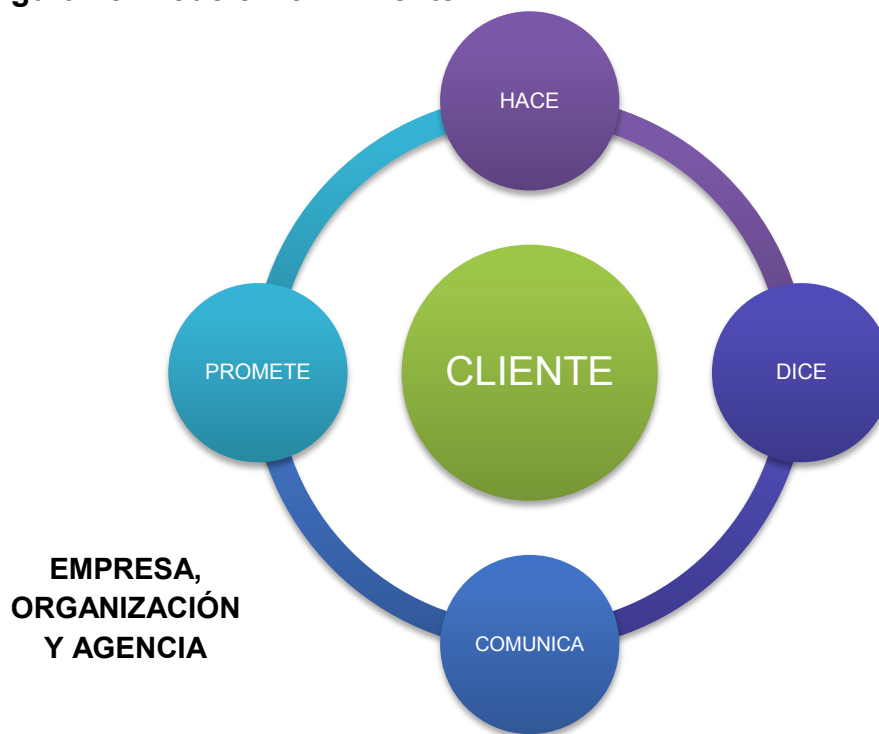 HACE
CLIENTE
PROMETE
DICE
COMUNICA
EMPRESA,
ORGANIZACIÓN
Y AGENCIA